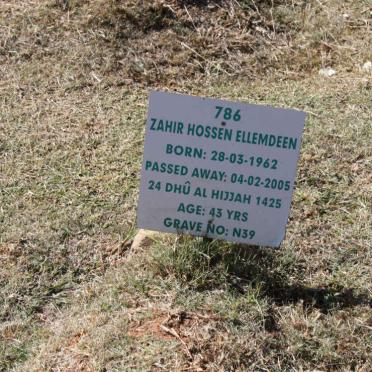 786
ZAHIR HOSSEN ELLEMDEEN
BORN: 28-03-1962
PASSED AWAY: 04-02-2005
24 DHÛ AL HIJJAH 1425
AGE: 43 YRS
GRAVE NO: N39